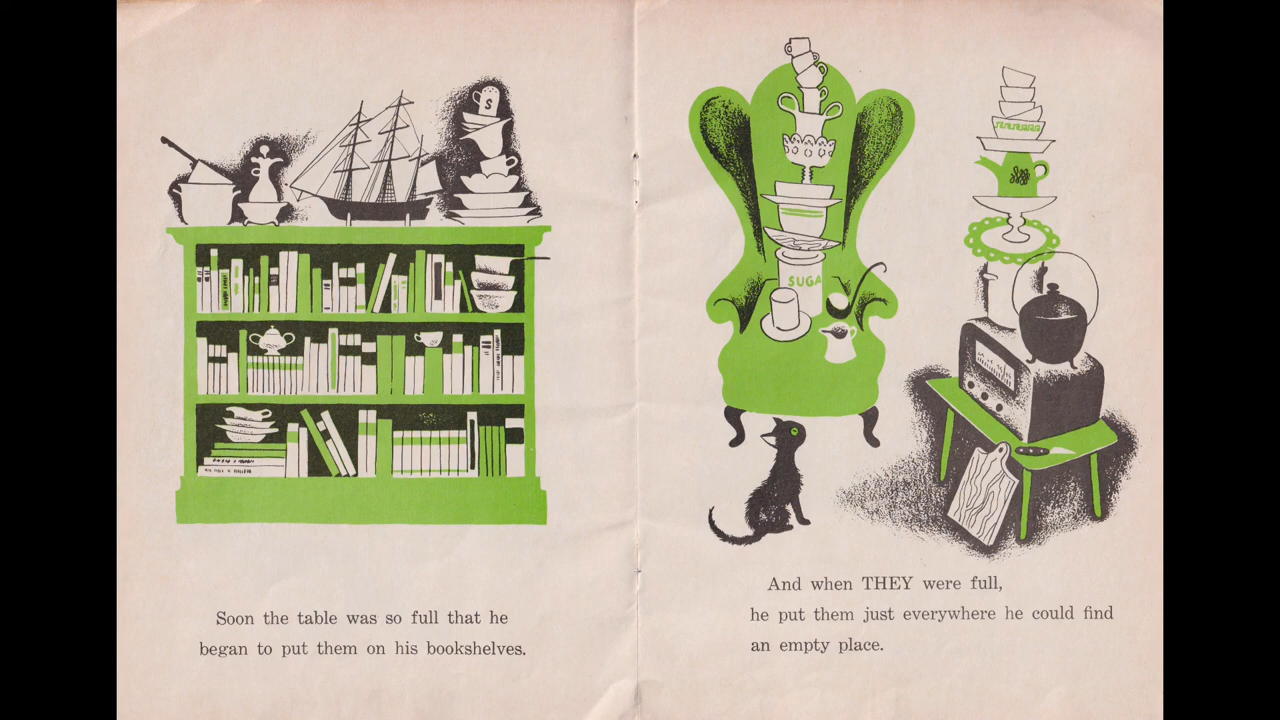 S
SUGA
Soon the table was so full that he
began to put them on his bookshelves.
And when THEY were full,
he put them just everywhere he could find
an empty place.